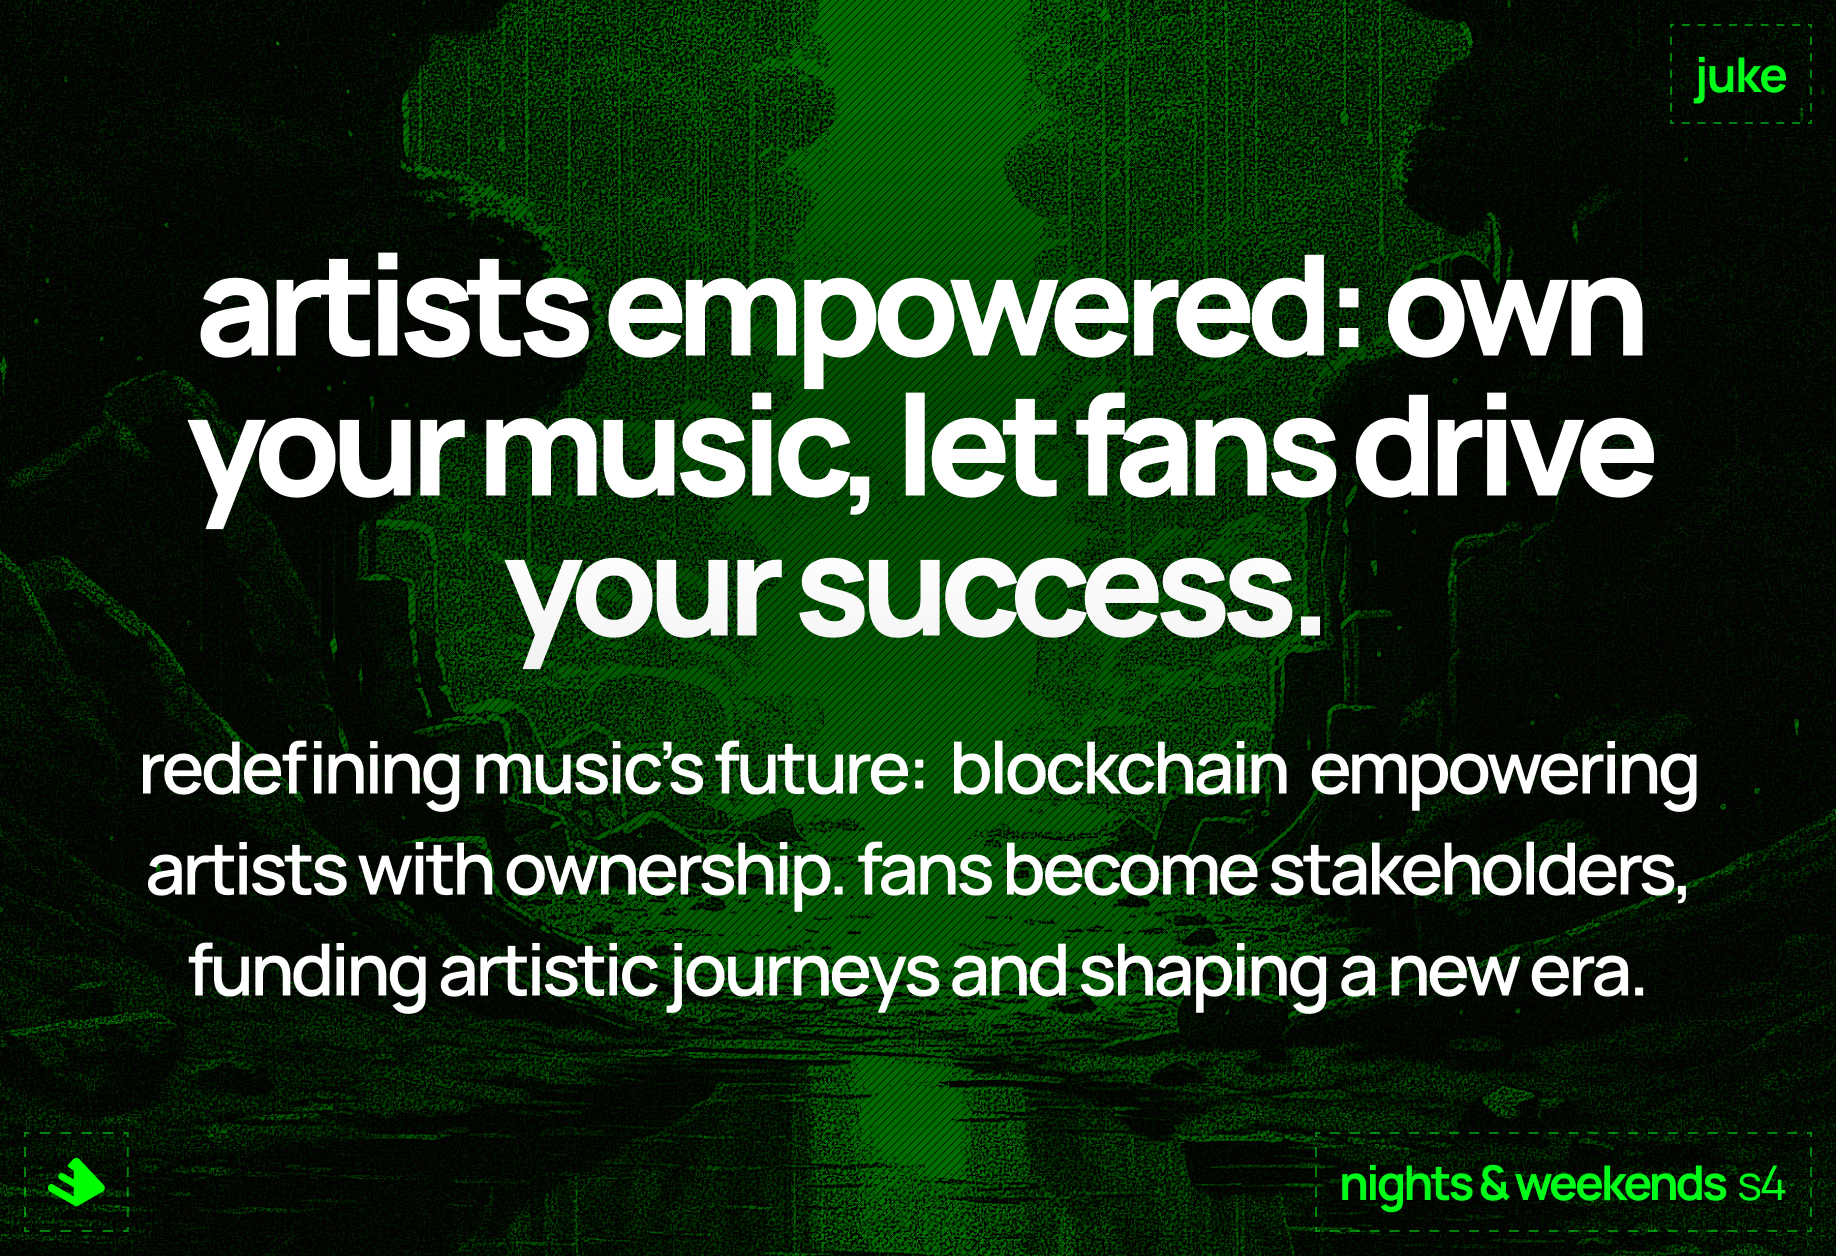 juke
artists empowered: own
your music, let fans drive
your success.
redefining music’s future: blockchain empowering
artists with ownership. fans become stakeholders,
funding artistic journeys and shaping a new era.
nights & weekends s4